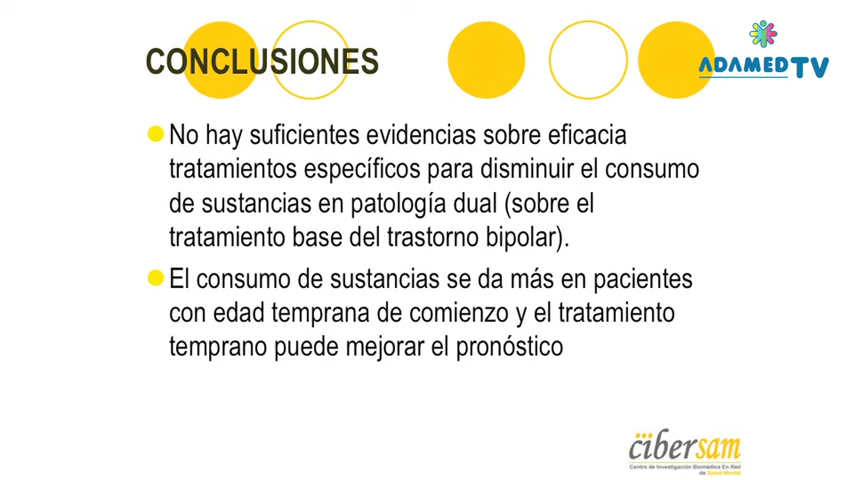 CONCLUSIONES
ADAMED TV
No hay suficientes evidencias sobre eficacia
tratamientos específicos para disminuir el consumo
de sustancias en patología dual (sobre el
tratamiento base del trastorno bipolar).
El consumo de sustancias se da más en pacientes
con edad temprana de comienzo y el tratamiento
temprano puede mejorar el pronóstico
cibersam
Centro de Investigación Biomédica En Red
de Salud Mental